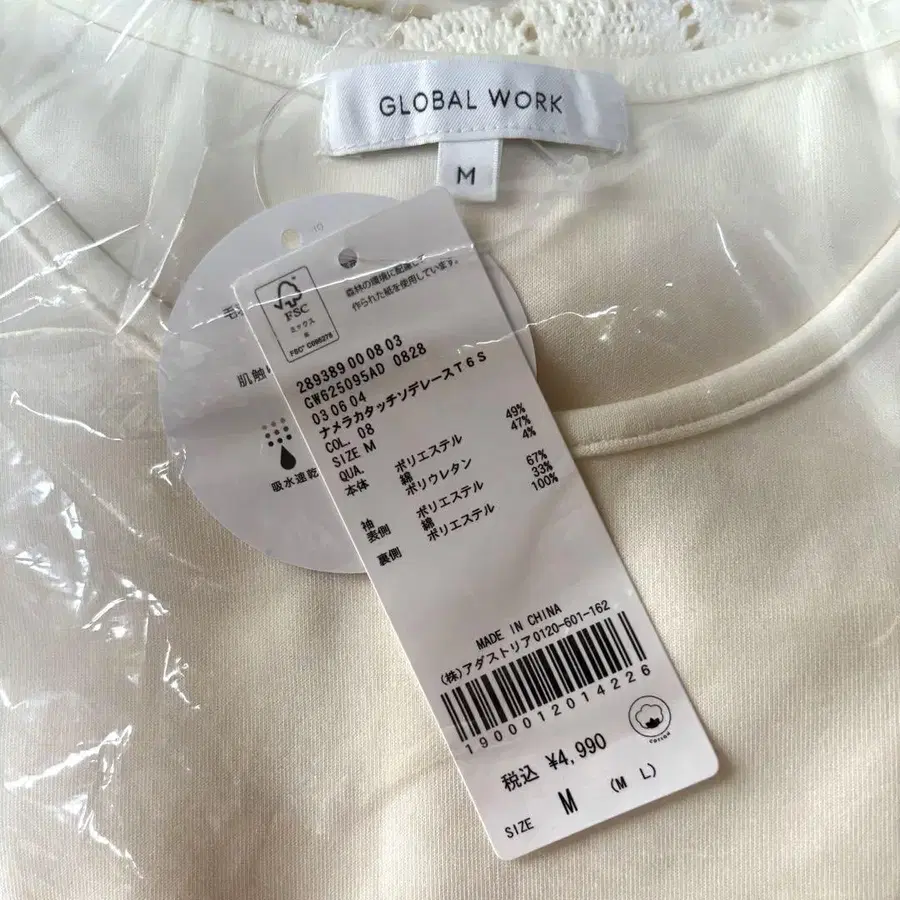 GLOBAL WORK
M
10
FSC
ミックス
紙
FSC® C095278
森林の環境に配慮して
作られた紙を使用しています。
肌触
吸水速乾
289389 00 08 03
GW625095AD 0828
03 06 04
ナメラカタッチソデレースT6S
COL. 08
SIZE M
QUA.
本体 ポリエステル 49%
綿 47%
ポリウレタン 4%
袖
表側 ポリエステル 67%
綿 33%
裏側 ポリエステル 100%
MADE IN CHINA
(株)アダストリア0120-601-162
1900012014226
cotton
税込 ¥4,990
SIZE M (M L)